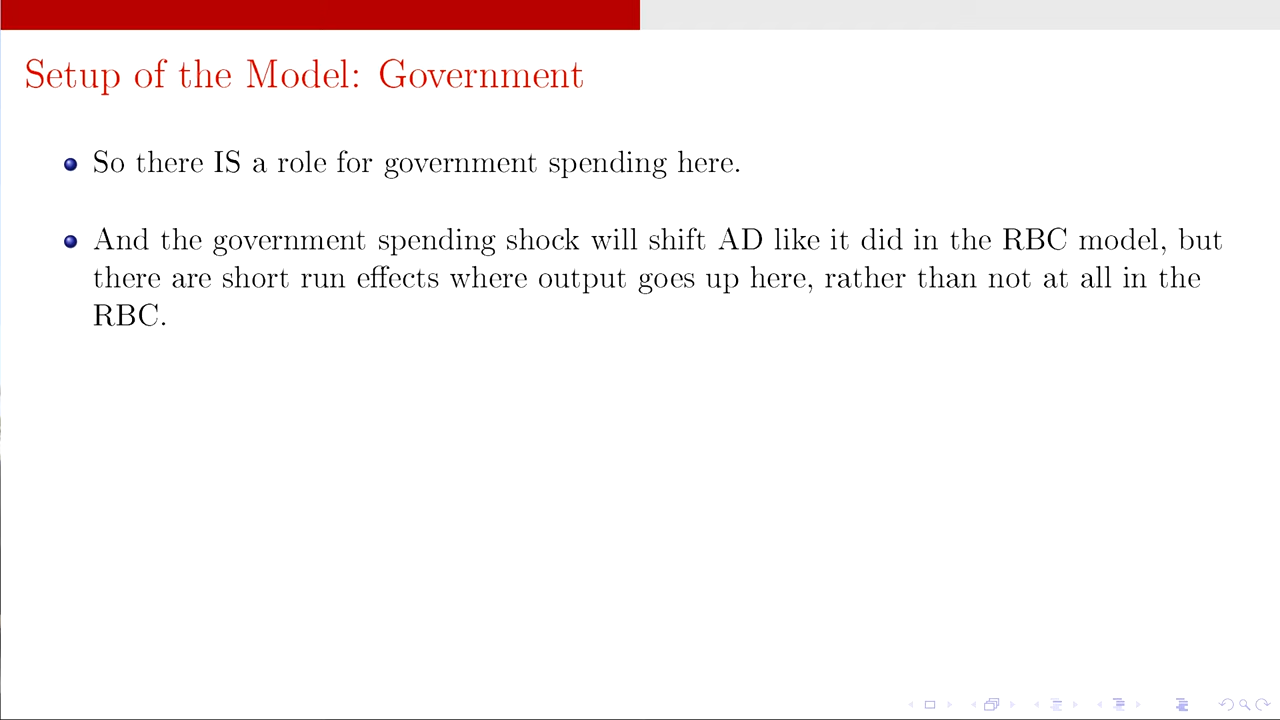 Setup of the Model: Government
So there IS a role for government spending here.
And the government spending shock will shift AD like it did in the RBC model, but
there are short run effects where output goes up here, rather than not at all in the
RBC.